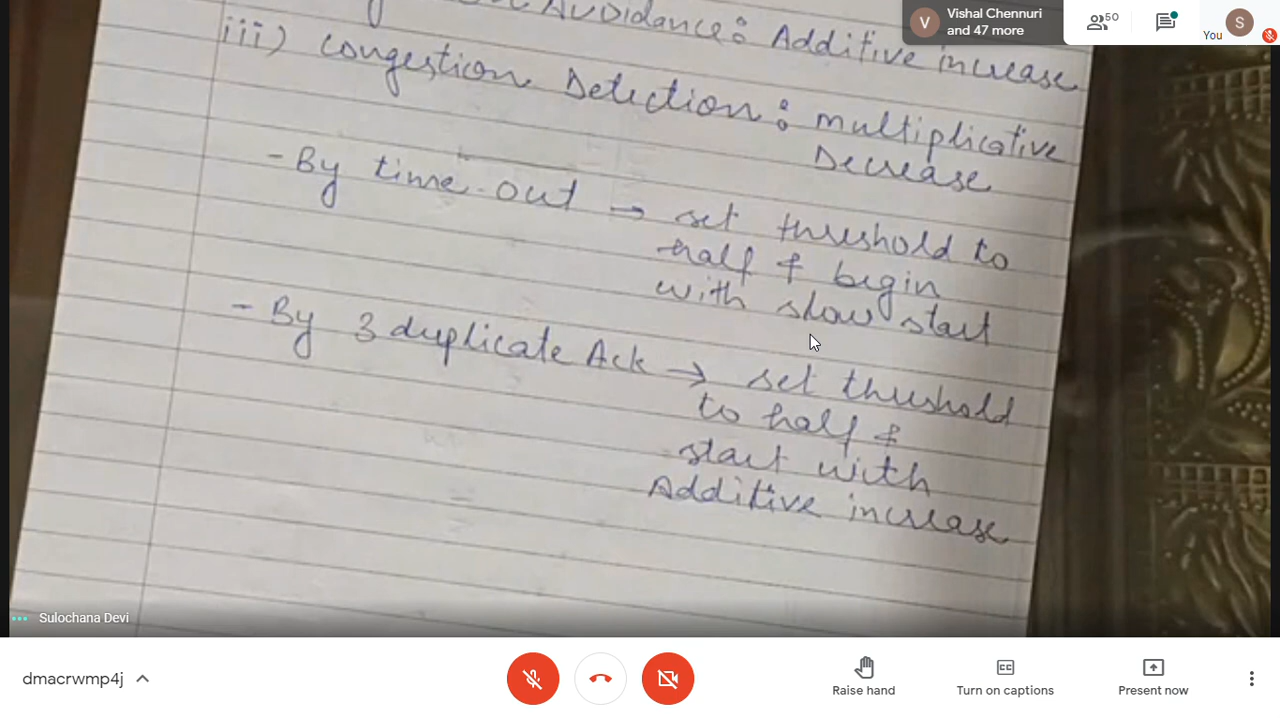 Avoidance: Additive increase
iii) Congestion Detection: multiplicative
Decrease
- By time-out → set threshold to
half & begin
with slow start
- By 3 duplicate Ack → set threshold
to half &
start with
Additive increase
V
Vishal Chennuri
and 47 more
50
You
S
Sulochana Devi
dmacrwmp4j
Raise hand
Turn on captions
Present now